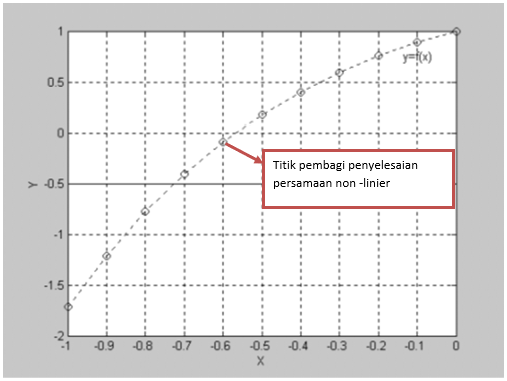 1
0.5
0
-0.5
-1
-1.5
-2
Y
y=f(x)
Titik pembagi penyelesaian
persamaan non -linier
-1 -0.9 -0.8 -0.7 -0.6 -0.5 -0.4 -0.3 -0.2 -0.1 0
X